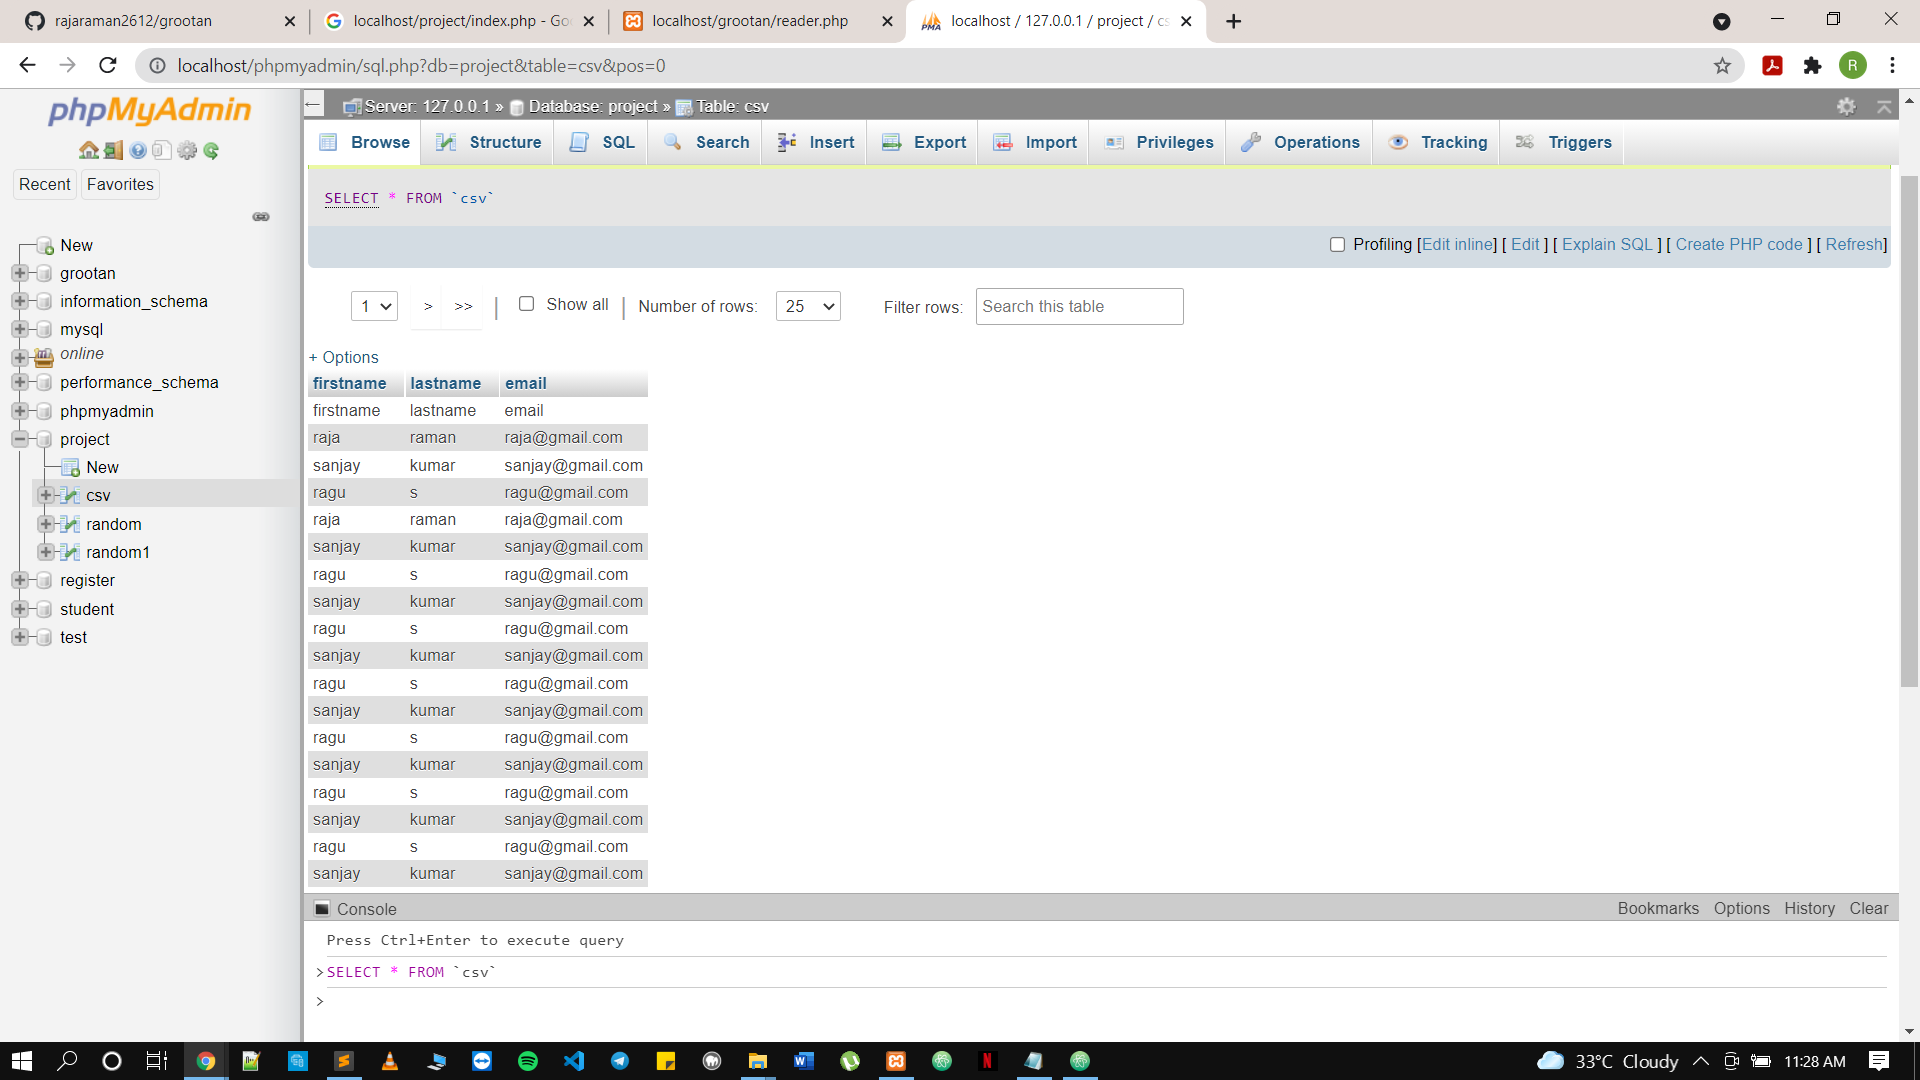 rajaraman2612/grootan
localhost/project/index.php - Goo
localhost/grootan/reader.php
localhost / 127.0.0.1 / project / cs
localhost/phpmyadmin/sql.php?db=project&table=csv&pos=0
R
phpMyAdmin
Recent
Favorites
New
grootan
information_schema
mysql
online
performance_schema
phpmyadmin
project
New
csv
random
random1
register
student
test
Server: 127.0.0.1 » Database: project » Table: csv
Browse Structure SQL Search Insert Export Import Privileges Operations Tracking Triggers
SELECT * FROM `csv`
Profiling [Edit inline] [ Edit ] [ Explain SQL ] [ Create PHP code ] [ Refresh]
1 > >> | Show all | Number of rows: 25 Filter rows: Search this table
+ Options
firstname lastname email
firstname lastname email
raja raman raja@gmail.com
sanjay kumar sanjay@gmail.com
ragu s ragu@gmail.com
raja raman raja@gmail.com
sanjay kumar sanjay@gmail.com
ragu s ragu@gmail.com
sanjay kumar sanjay@gmail.com
ragu s ragu@gmail.com
sanjay kumar sanjay@gmail.com
ragu s ragu@gmail.com
sanjay kumar sanjay@gmail.com
ragu s ragu@gmail.com
sanjay kumar sanjay@gmail.com
ragu s ragu@gmail.com
sanjay kumar sanjay@gmail.com
ragu s ragu@gmail.com
sanjay kumar sanjay@gmail.com
Console Bookmarks Options History Clear
Press Ctrl+Enter to execute query
>SELECT * FROM `csv`
>
33°C Cloudy 11:28 AM